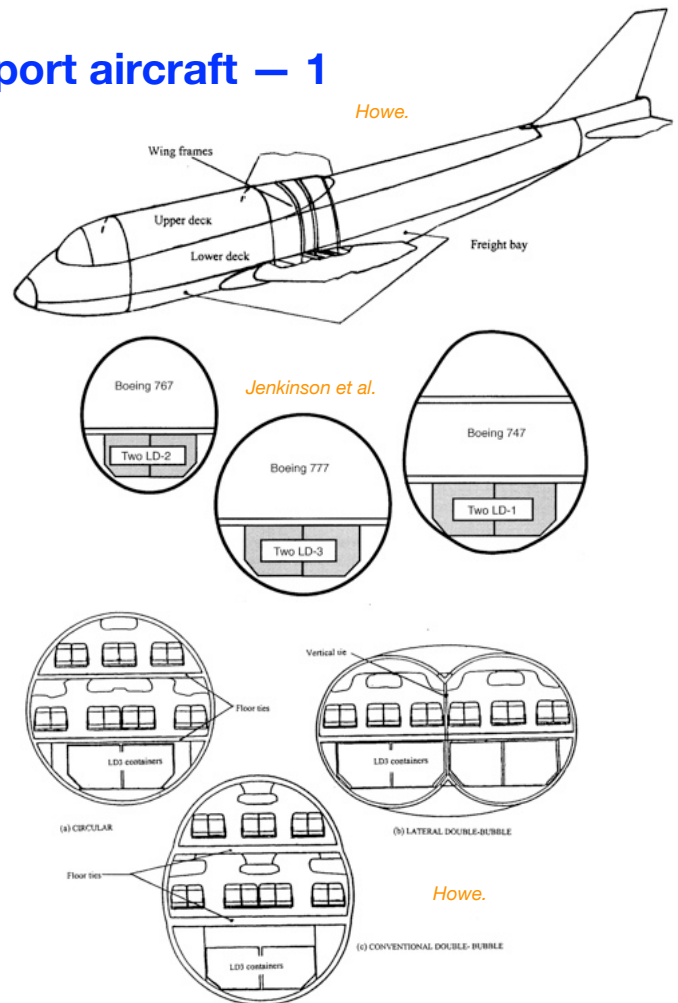 port aircraft — 1
Howe.
Wing frames
Upper deck
Lower deck
Freight bay
Boeing 767
Two LD-2
Jenkinson et al.
Boeing 777
Two LD-3
Boeing 747
Two LD-1
Floor ties
LD3 containers
(a) CIRCULAR
Vertical tie
LD3 containers
(b) LATERAL DOUBLE-BUBBLE
Floor ties
LD3 containers
Howe.
(c) CONVENTIONAL DOUBLE- BUBBLE